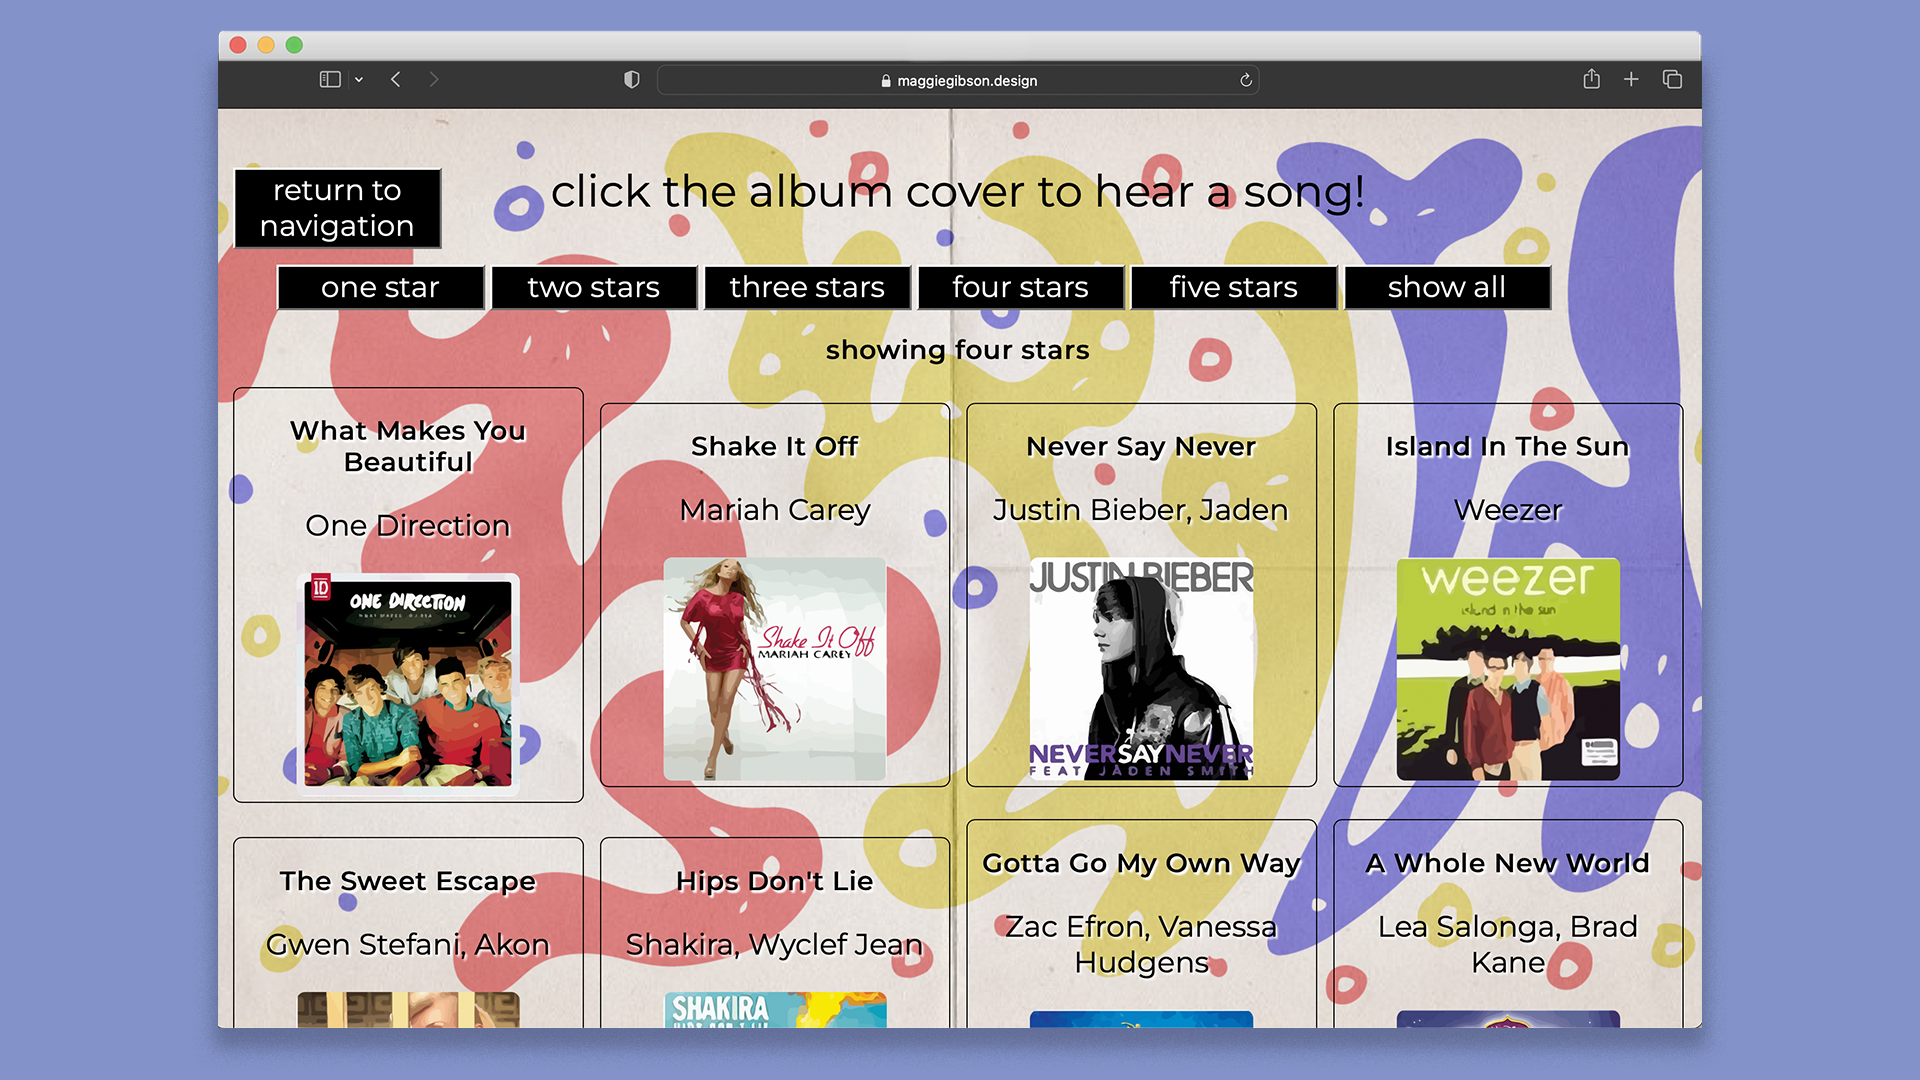 maggiegibson.design
return to
navigation
click the album cover to hear a song!
one star
two stars
three stars
four stars
five stars
show all
showing four stars
What Makes You
Beautiful
One Direction
1D
ONE DIRECTION
Shake It Off
Mariah Carey
Shake It Off
MARIAH CAREY
Never Say Never
Justin Bieber, Jaden
JUSTIN BIEBER
NEVERSAYNEVER
FEAT JADEN SMITH
Island In The Sun
Weezer
weezer
island in the sun
The Sweet Escape
Gwen Stefani, Akon
Hips Don't Lie
Shakira, Wyclef Jean
SHAKIRA
Gotta Go My Own Way
Zac Efron, Vanessa
Hudgens
A Whole New World
Lea Salonga, Brad
Kane